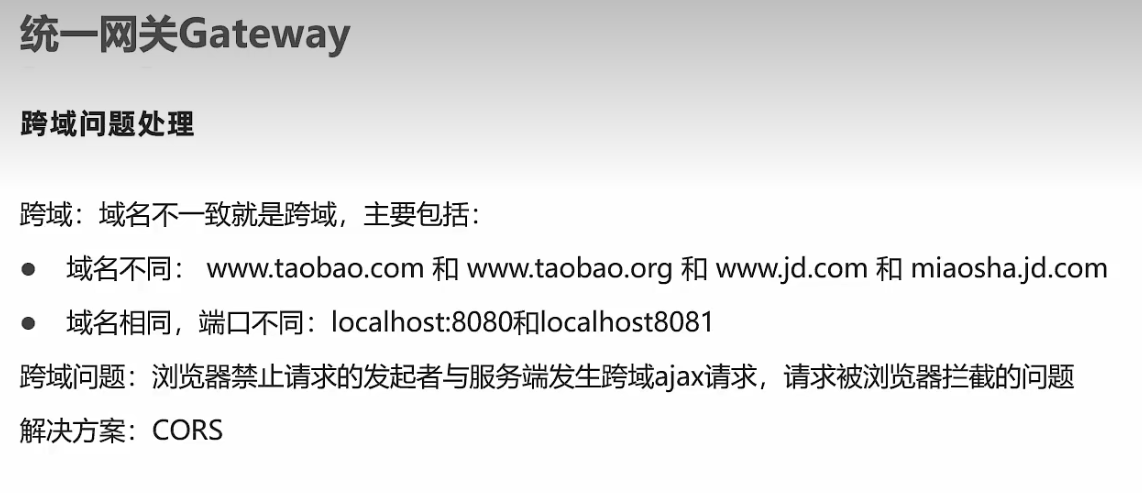 统一网关Gateway
跨域问题处理
跨域：域名不一致就是跨域，主要包括：
● 域名不同： www.taobao.com 和 www.taobao.org 和 www.jd.com 和 miaosha.jd.com
● 域名相同，端口不同：localhost:8080和localhost8081
跨域问题：浏览器禁止请求的发起者与服务端发生跨域ajax请求，请求被浏览器拦截的问题
解决方案：CORS